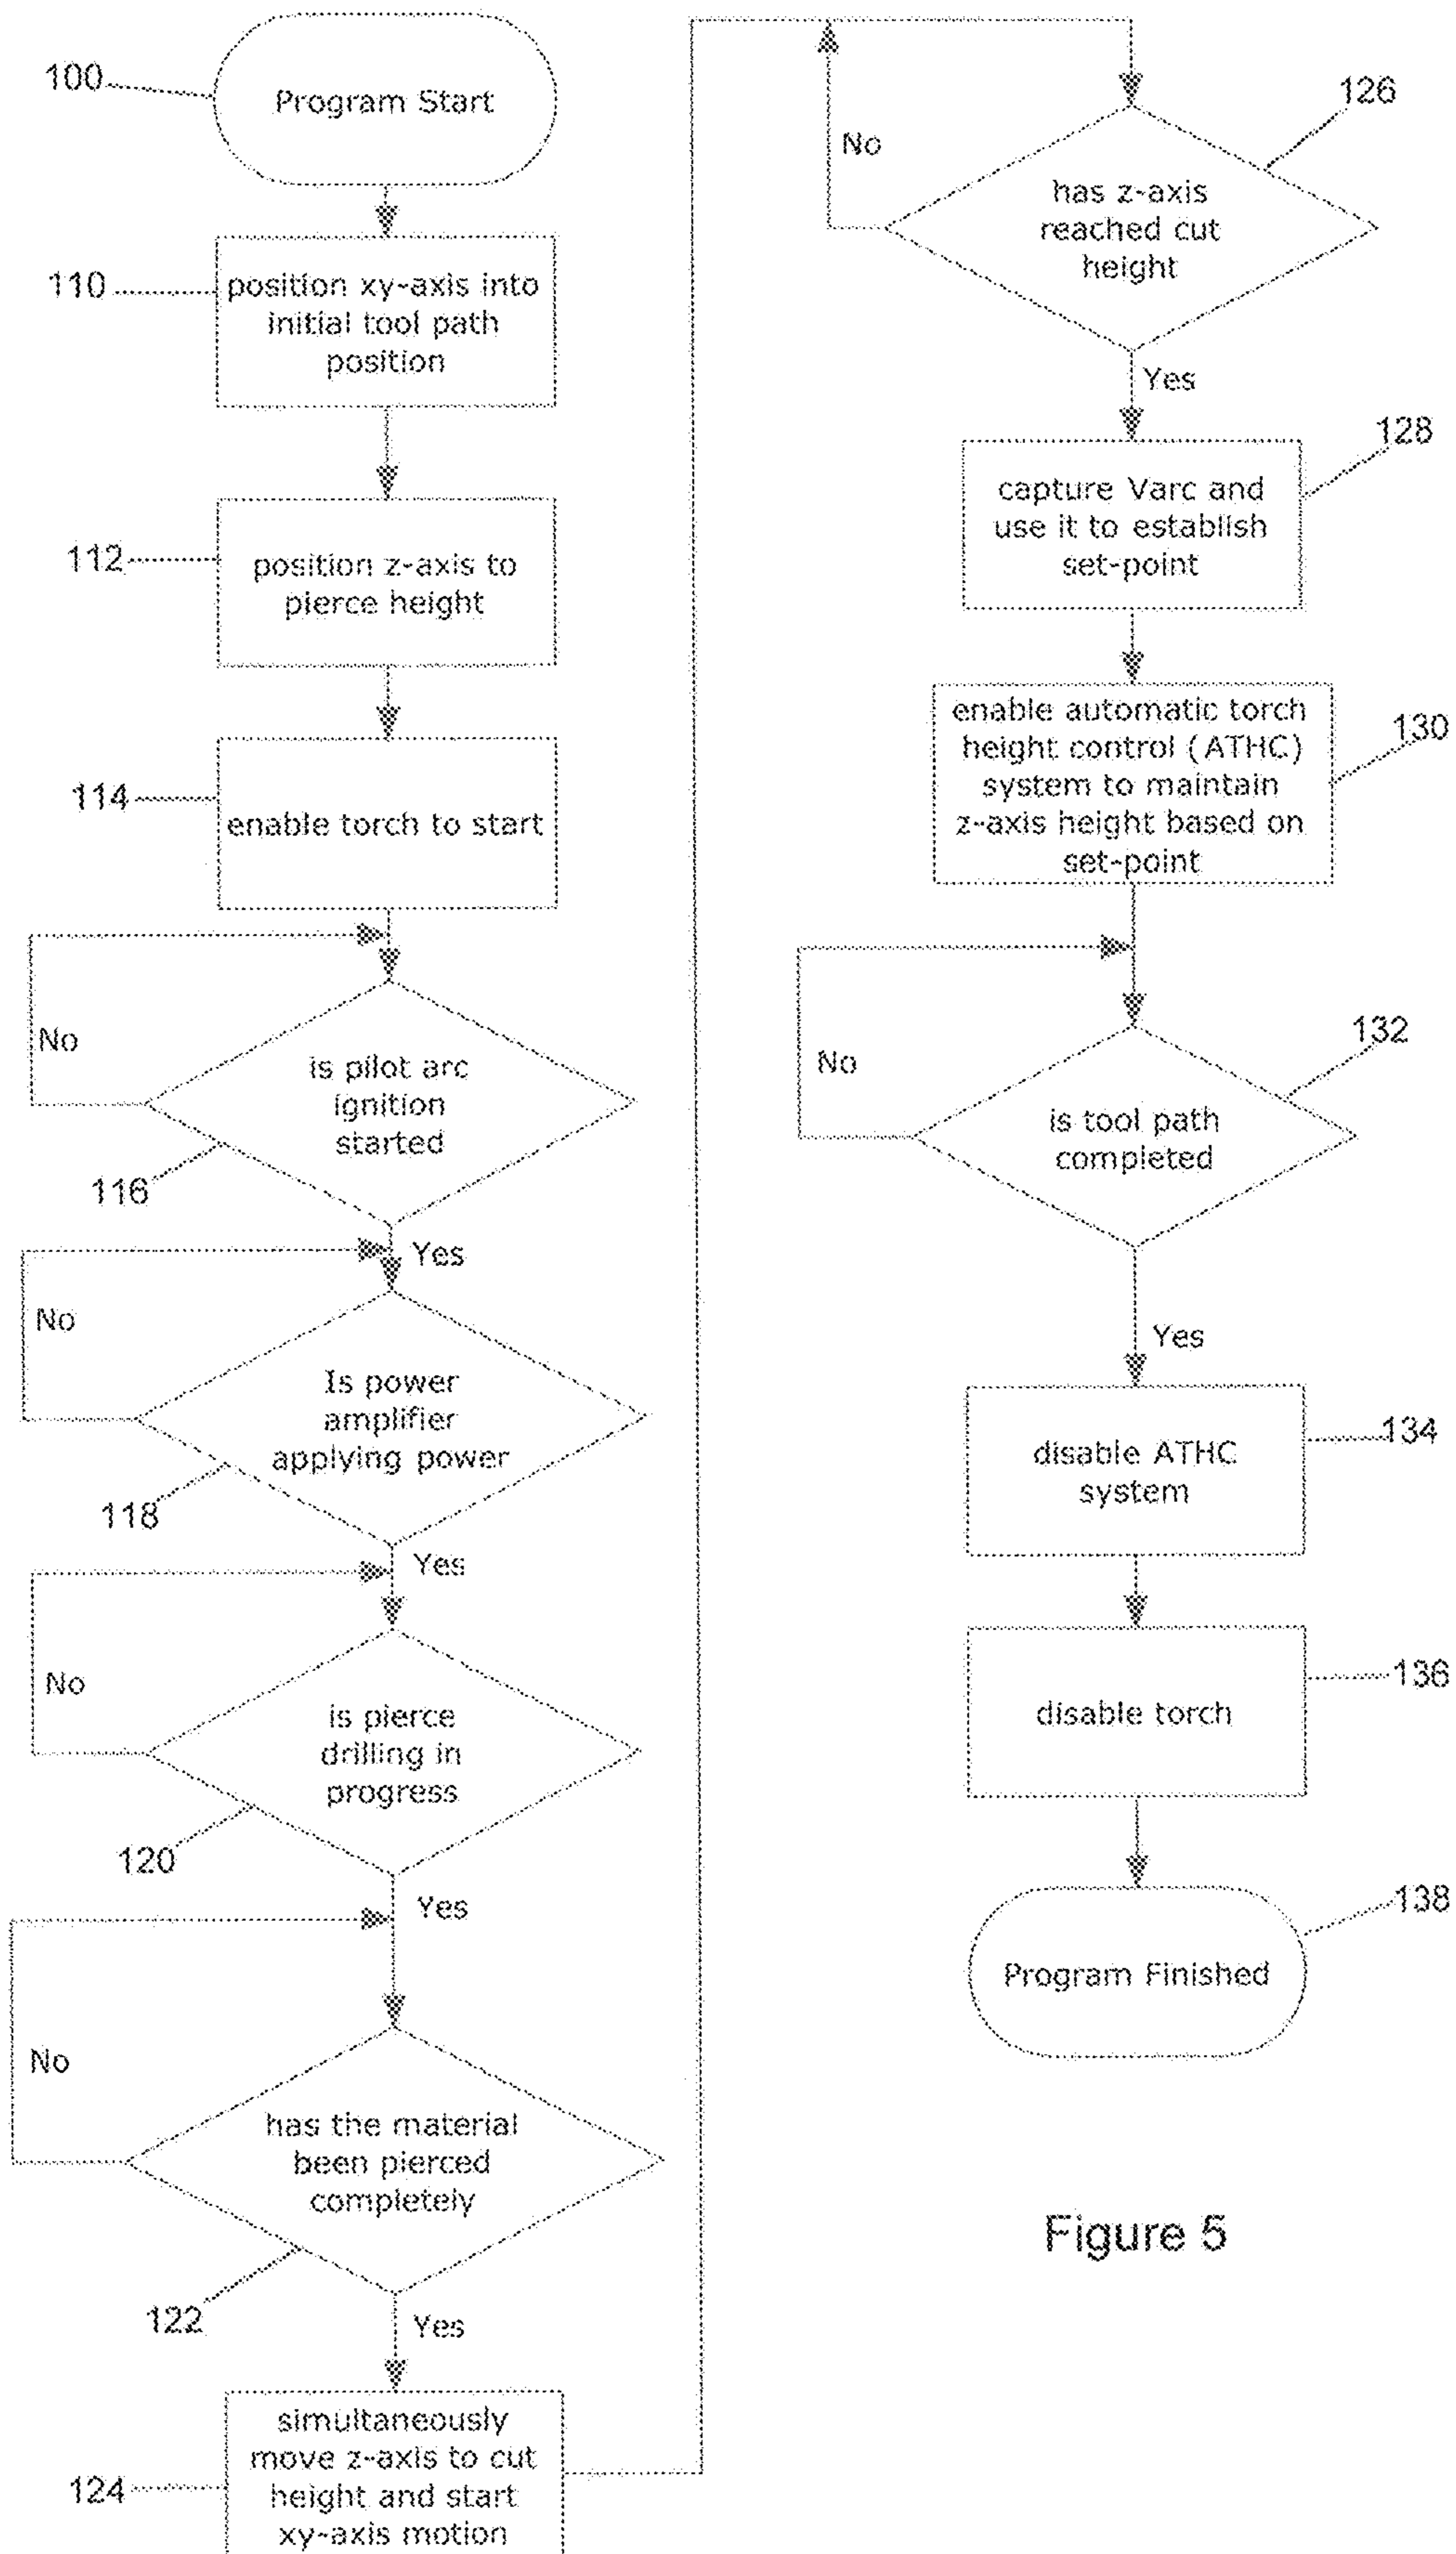 100
Program Start
110
position xy-axis into
initial tool path
position
112
position z-axis to
pierce height
114
enable torch to start
No
is pilot arc
ignition
started
116
Yes
No
Is power
amplifier
applying power
118
Yes
No
is pierce
drilling in
progress
120
Yes
No
has the material
been pierced
completely
122
Yes
124
simultaneously
move z-axis to cut
height and start
xy-axis motion
126
No
has z-axis
reached cut
height
Yes
128
capture Varc and
use it to establish
set-point
130
enable automatic torch
height control (ATHC)
system to maintain
z-axis height based on
set-point
132
No
is tool path
completed
Yes
134
disable ATHC
system
136
disable torch
138
Program Finished
Figure 5